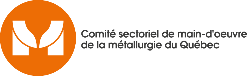 Comité sectoriel de main-d'oeuvre
de la métallurgie du Québec